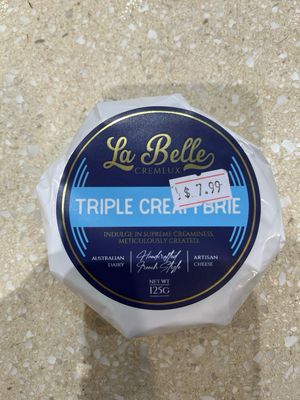 La Belle
CREMEUX
$ 7.99
TRIPLE CREAM BRIE
INDULGE IN SUPREME CREAMINESS,
METICULOUSLY CREATED.
AUSTRALIAN
DAIRY
Handcrafted
French Style
ARTISAN
CHEESE
NET WT
125G